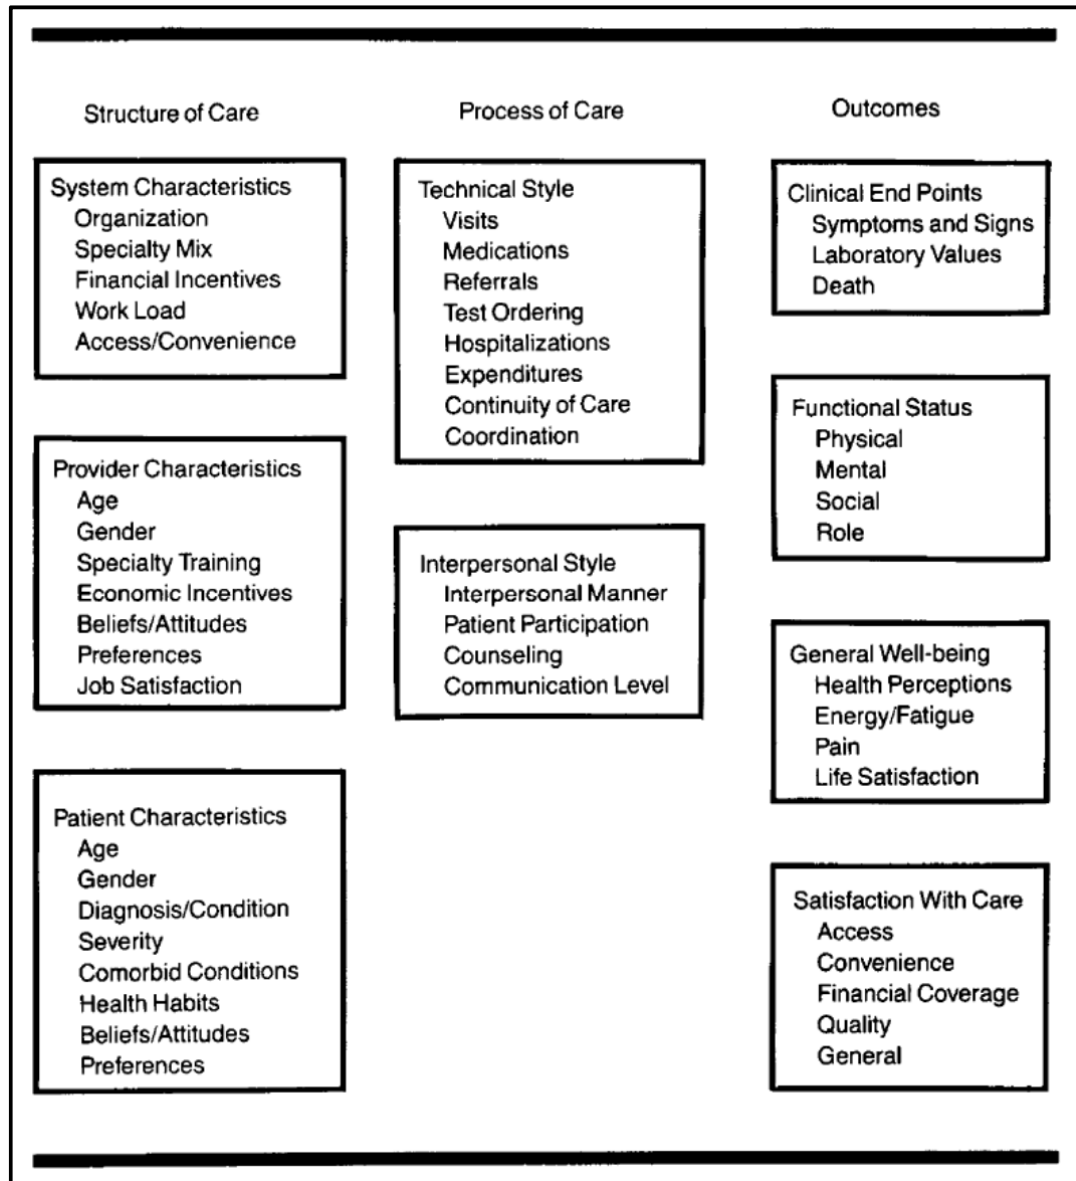 Structure of Care
System Characteristics
Organization
Specialty Mix
Financial Incentives
Work Load
Access/Convenience
Provider Characteristics
Age
Gender
Specialty Training
Economic Incentives
Beliefs/Attitudes
Preferences
Job Satisfaction
Patient Characteristics
Age
Gender
Diagnosis/Condition
Severity
Comorbid Conditions
Health Habits
Beliefs/Attitudes
Preferences
Process of Care
Technical Style
Visits
Medications
Referrals
Test Ordering
Hospitalizations
Expenditures
Continuity of Care
Coordination
Interpersonal Style
Interpersonal Manner
Patient Participation
Counseling
Communication Level
Outcomes
Clinical End Points
Symptoms and Signs
Laboratory Values
Death
Functional Status
Physical
Mental
Social
Role
General Well-being
Health Perceptions
Energy/Fatigue
Pain
Life Satisfaction
Satisfaction With Care
Access
Convenience
Financial Coverage
Quality
General